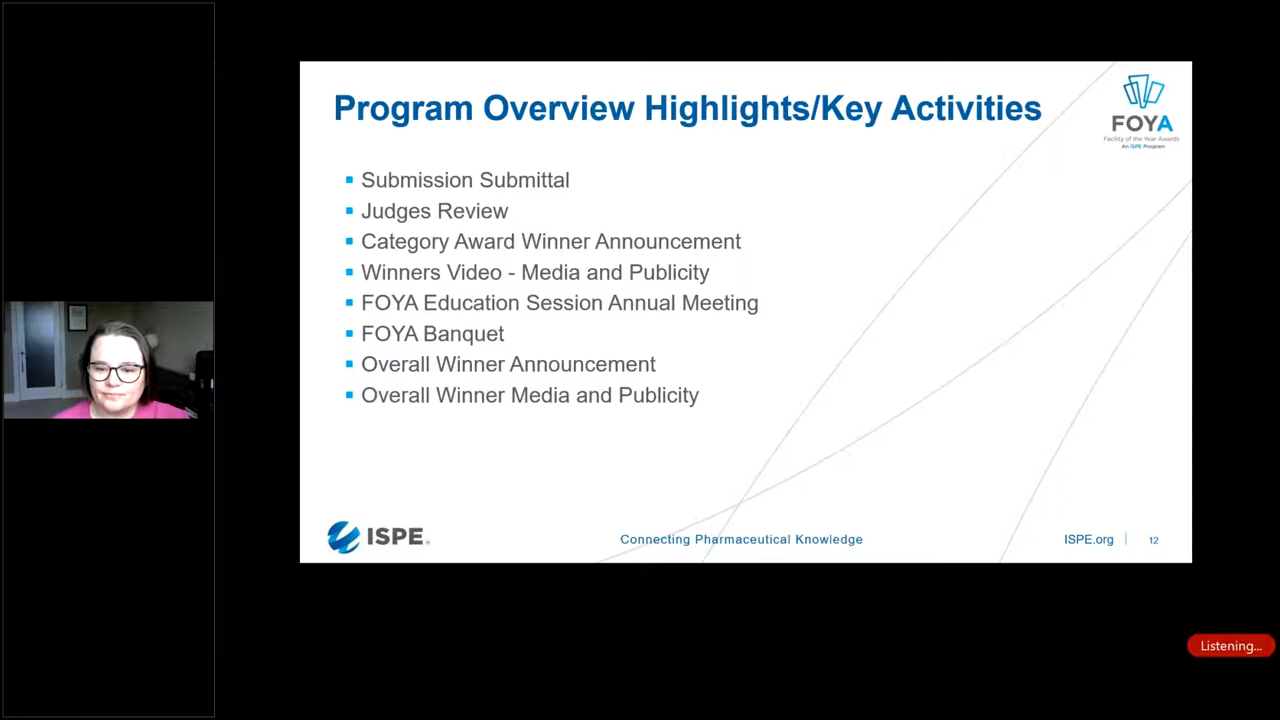 Program Overview Highlights/Key Activities
FOYA
Facility of the Year Awards
An ISPE Program
Submission Submittal
Judges Review
Category Award Winner Announcement
Winners Video - Media and Publicity
FOYA Education Session Annual Meeting
FOYA Banquet
Overall Winner Announcement
Overall Winner Media and Publicity
ISPE
Connecting Pharmaceutical Knowledge
ISPE.org
12
Listening...